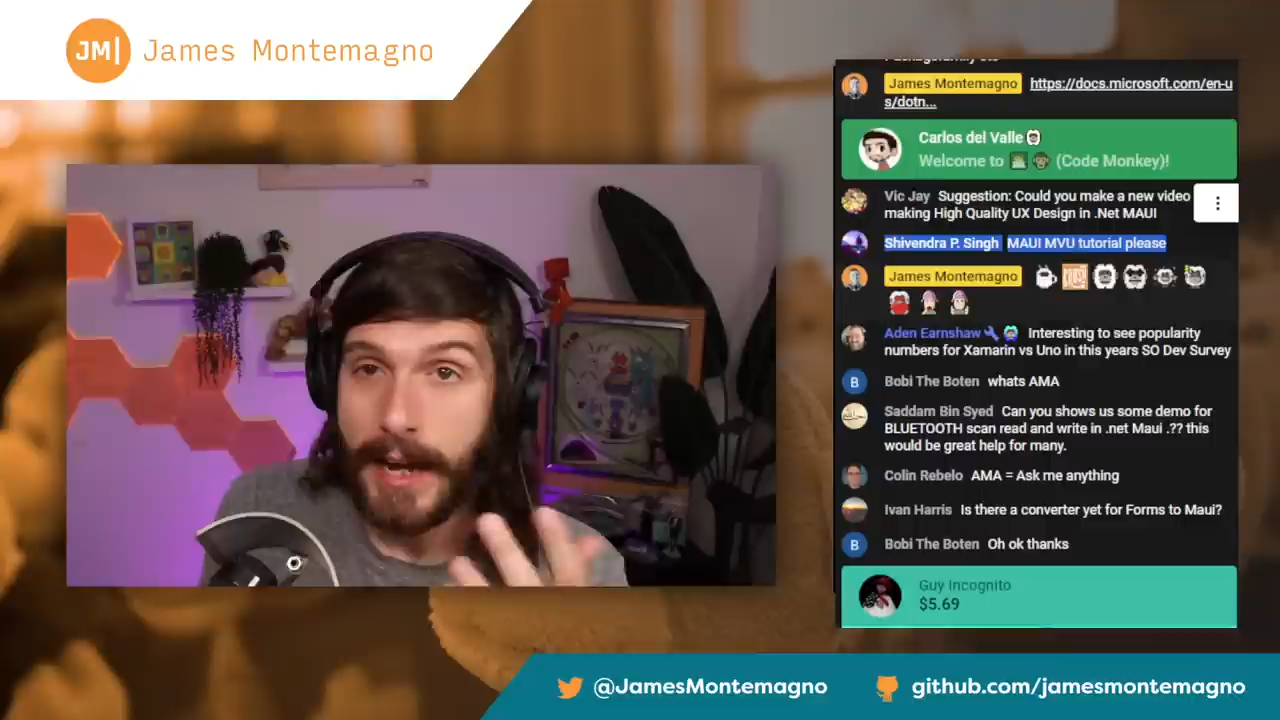 JM| James Montemagno
James Montemagno https://docs.microsoft.com/en-u
s/dotn...
Carlos del Valle
Welcome to (Code Monkey)!
Vic Jay Suggestion: Could you make a new video
making High Quality UX Design in .Net MAUI
Shivendra P. Singh MAUI MVU tutorial please
James Montemagno
Aden Earnshaw Interesting to see popularity
numbers for Xamarin vs Uno in this years SO Dev Survey
B Bobi The Boten whats AMA
Saddam Bin Syed Can you shows us some demo for
BLUETOOTH scan read and write in .net Maui .?? this
would be great help for many.
Colin Rebelo AMA = Ask me anything
Ivan Harris Is there a converter yet for Forms to Maui?
B Bobi The Boten Oh ok thanks
Guy Incognito
$5.69
@JamesMontemagno
github.com/jamesmontemagno